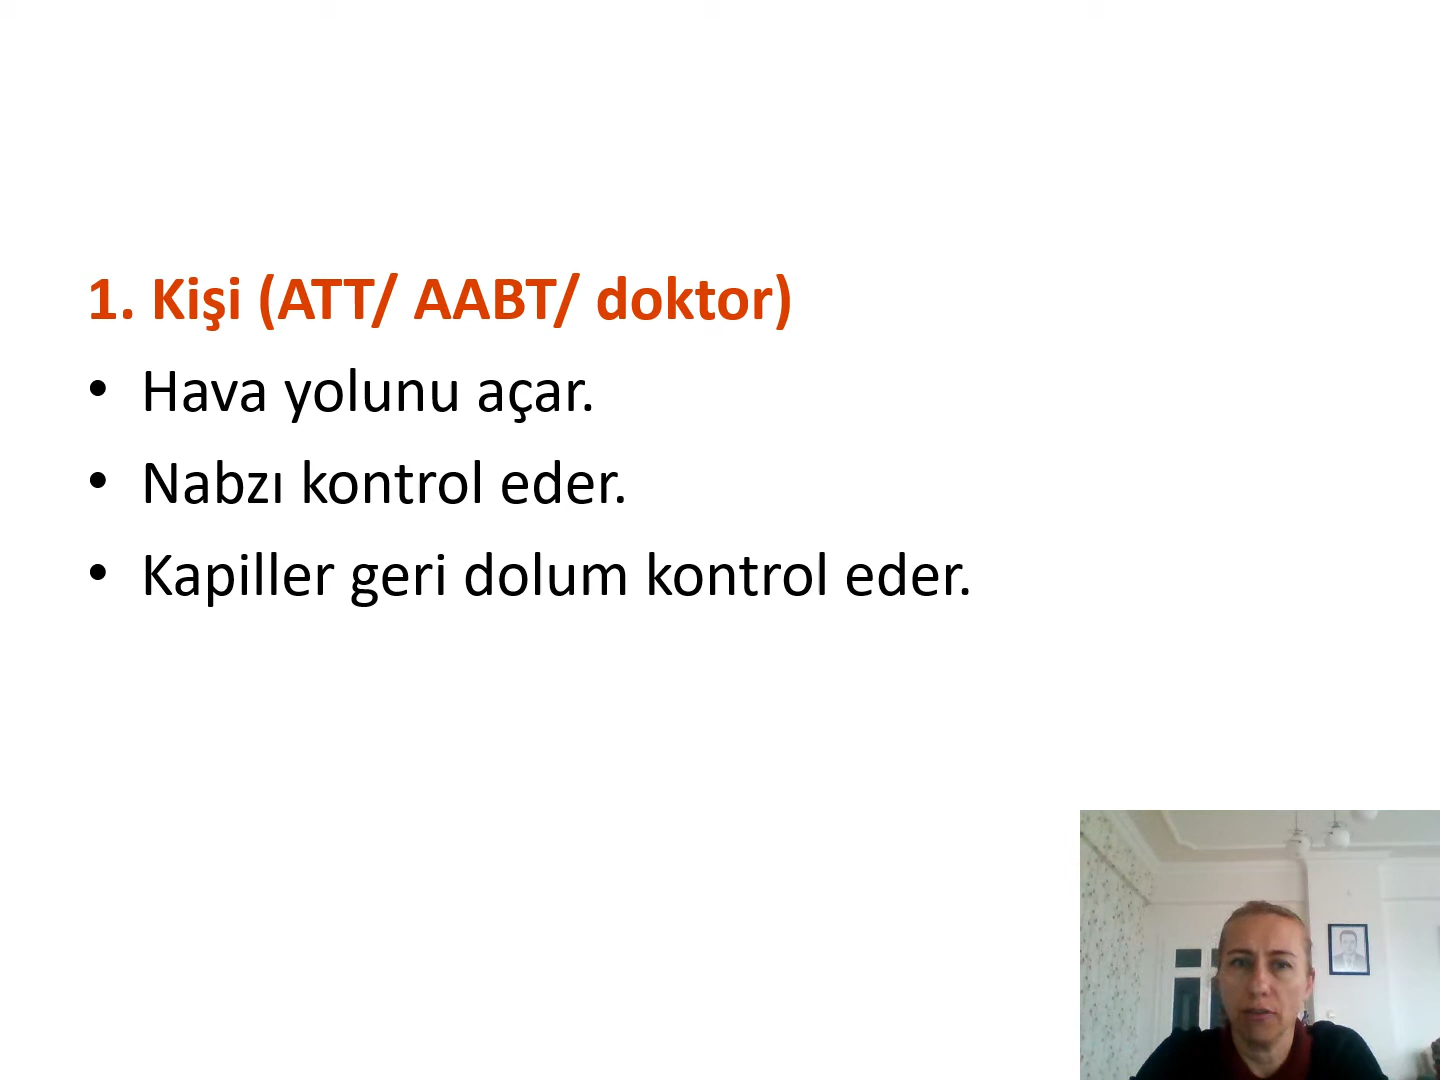 1. Kişi (ATT/ AABT/ doktor)
• Hava yolunu açar.
• Nabzı kontrol eder.
• Kapiller geri dolum kontrol eder.